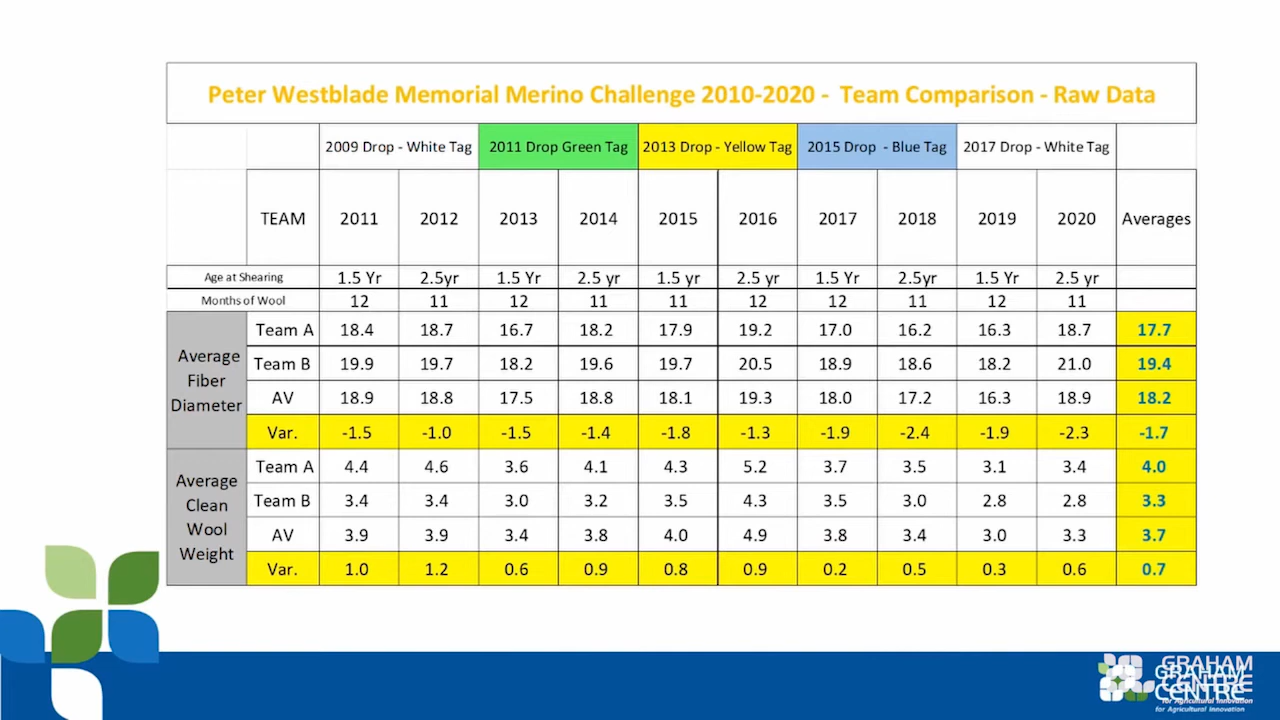 Peter Westblade Memorial Merino Challenge 2010-2020 - Team Comparison - Raw Data
2009 Drop - White Tag 2011 Drop Green Tag 2013 Drop - Yellow Tag 2015 Drop - Blue Tag 2017 Drop - White Tag
TEAM 2011 2012 2013 2014 2015 2016 2017 2018 2019 2020 Averages
Age at Shearing 1.5 Yr 2.5yr 1.5 Yr 2.5 yr 1.5 yr 2.5 yr 1.5 Yr 2.5yr 1.5 Yr 2.5 yr
Months of Wool 12 11 12 11 11 12 12 11 12 11
Average Fiber Diameter
Team A 18.4 18.7 16.7 18.2 17.9 19.2 17.0 16.2 16.3 18.7 17.7
Team B 19.9 19.7 18.2 19.6 19.7 20.5 18.9 18.6 18.2 21.0 19.4
AV 18.9 18.8 17.5 18.8 18.1 19.3 18.0 17.2 16.3 18.9 18.2
Var. -1.5 -1.0 -1.5 -1.4 -1.8 -1.3 -1.9 -2.4 -1.9 -2.3 -1.7
Average Clean Wool Weight
Team A 4.4 4.6 3.6 4.1 4.3 5.2 3.7 3.5 3.1 3.4 4.0
Team B 3.4 3.4 3.0 3.2 3.5 4.3 3.5 3.0 2.8 2.8 3.3
AV 3.9 3.9 3.4 3.8 4.0 4.9 3.8 3.4 3.0 3.3 3.7
Var. 1.0 1.2 0.6 0.9 0.8 0.9 0.2 0.5 0.3 0.6 0.7
GRAHAM
CENTRE
for Agricultural Innovation
GRAHAM
CENTRE
for Agricultural Innovation